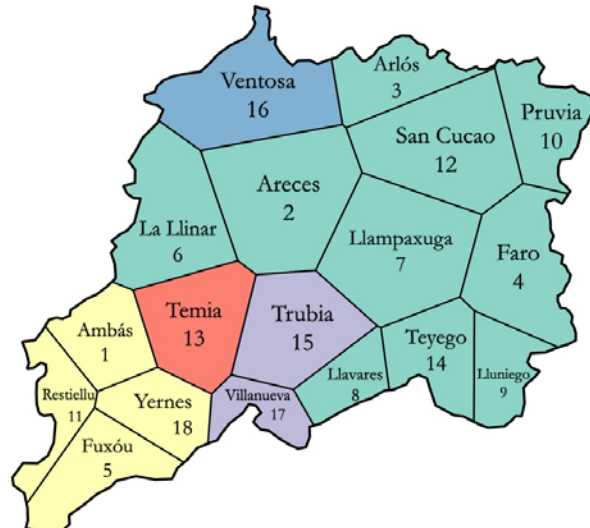 Arlós
3
Ventosa
16
Pruvia
10
San Cucao
12
Areces
2
La Llinar
6
Llampaxuga
7
Faro
4
Temia
13
Trubia
15
Ambás
1
Teyego
14
Lluniego
9
Llavares
8
Restiellu
11
Yernes
18
Villanueva
17
Fuxóu
5